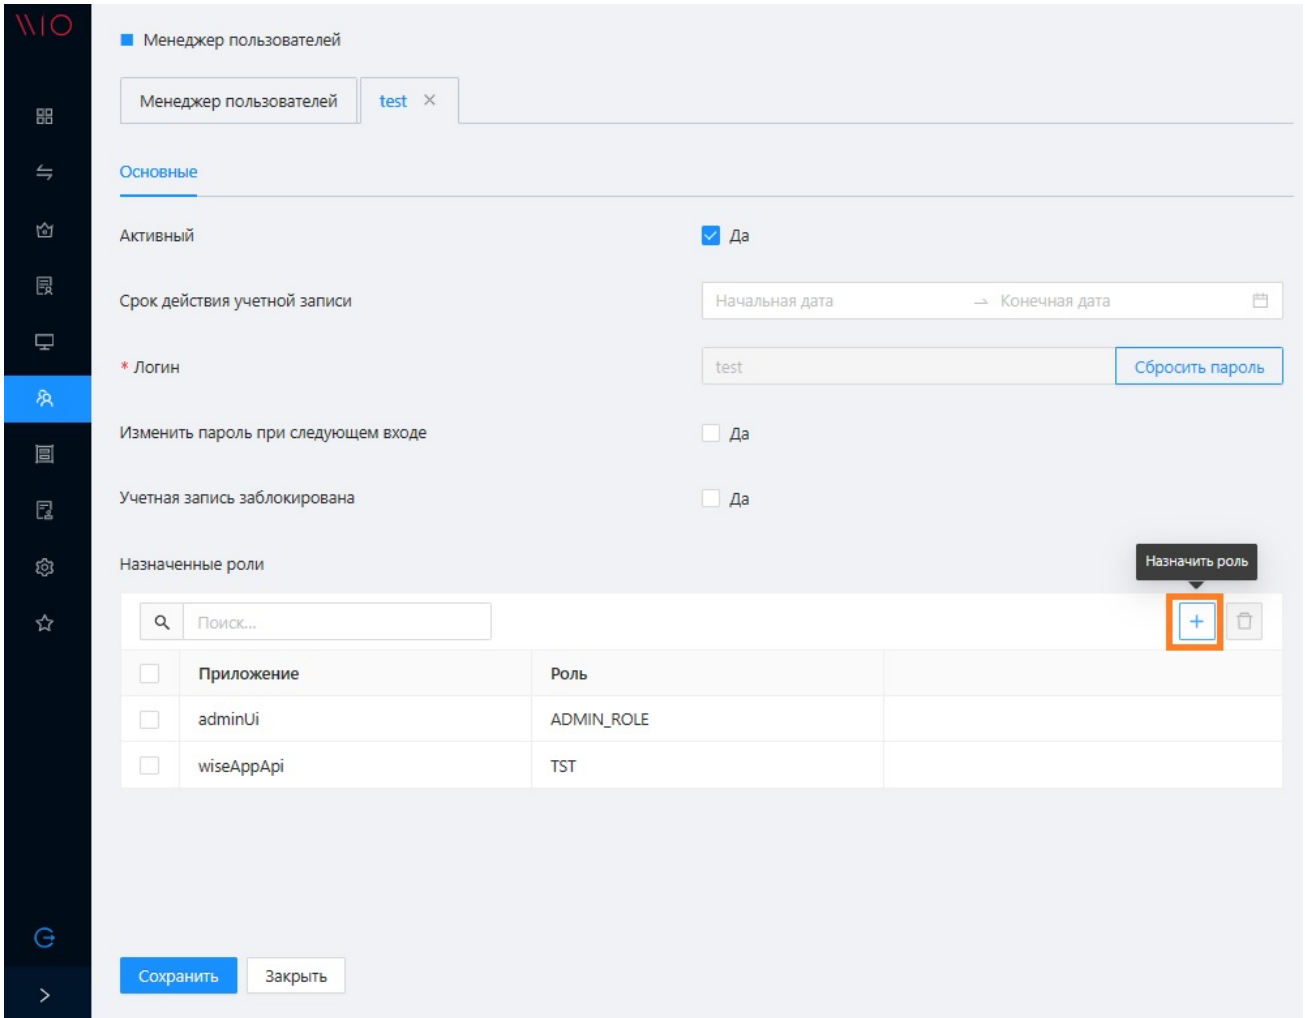 WIO
Менеджер пользователей
Менеджер пользователей
test
Основные
Активный
Да
Срок действия учетной записи
Начальная дата → Конечная дата
* Логин
test
Сбросить пароль
Изменить пароль при следующем входе
Да
Учетная запись заблокирована
Да
Назначенные роли
Назначить роль
Поиск...
Приложение Роль
adminUi ADMIN_ROLE
wiseAppApi TST
Сохранить Закрыть